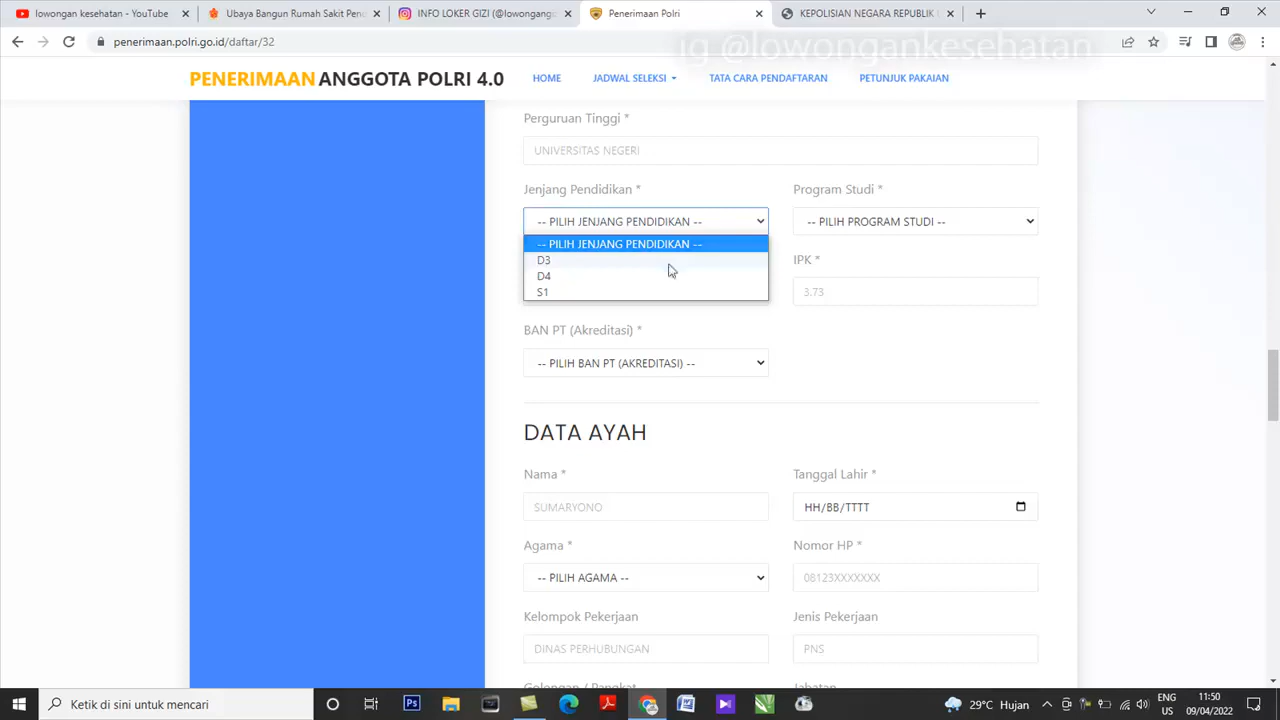 lowongan kesehatan - YouTube
Ubaya Bangun Rumah Sakit Pen
INFO LOKER GIZI (@lowongang
Penerimaan Polri
KEPOLISIAN NEGARA REPUBLIK
penerimaan.polri.go.id/daftar/32
ig @lowongankesehatan
PENERIMAAN ANGGOTA POLRI 4.0
HOME
JADWAL SELEKSI
TATA CARA PENDAFTARAN
PETUNJUK PAKAIAN
Perguruan Tinggi *
UNIVERSITAS NEGERI
Jenjang Pendidikan *
Program Studi *
-- PILIH JENJANG PENDIDIKAN --
-- PILIH PROGRAM STUDI --
-- PILIH JENJANG PENDIDIKAN --
D3
D4
S1
IPK *
3.73
BAN PT (Akreditasi) *
-- PILIH BAN PT (AKREDITASI) --
DATA AYAH
Nama *
Tanggal Lahir *
SUMARYONO
HH/BB/TTTT
Agama *
Nomor HP *
-- PILIH AGAMA --
08123XXXXXXX
Kelompok Pekerjaan
Jenis Pekerjaan
DINAS PERHUBUNGAN
PNS
Golongan / Pangkat
Jabatan
Ketik di sini untuk mencari
29°C Hujan
ENG
US
11:50
09/04/2022